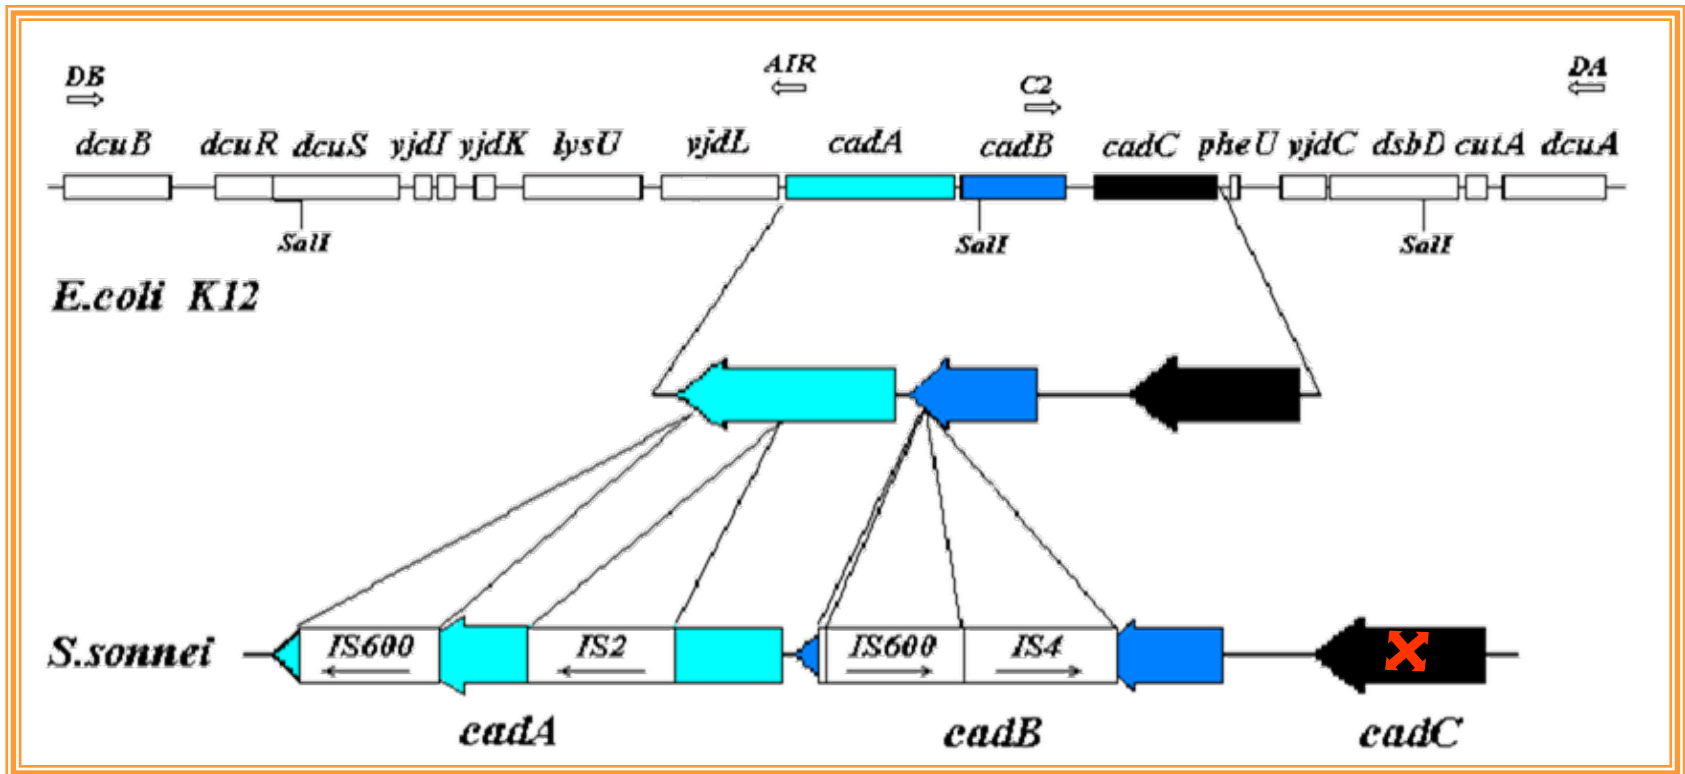 DB AIR C2 DA
dcuB dcuR dcuS yjdI yjdK lysU yjdL cadA cadB cadC pheU yjdC dsbD cutA dcuA
SalI SalI SalI
E.coli K12
S.sonnei IS600 IS2 IS600 IS4
cadA cadB cadC